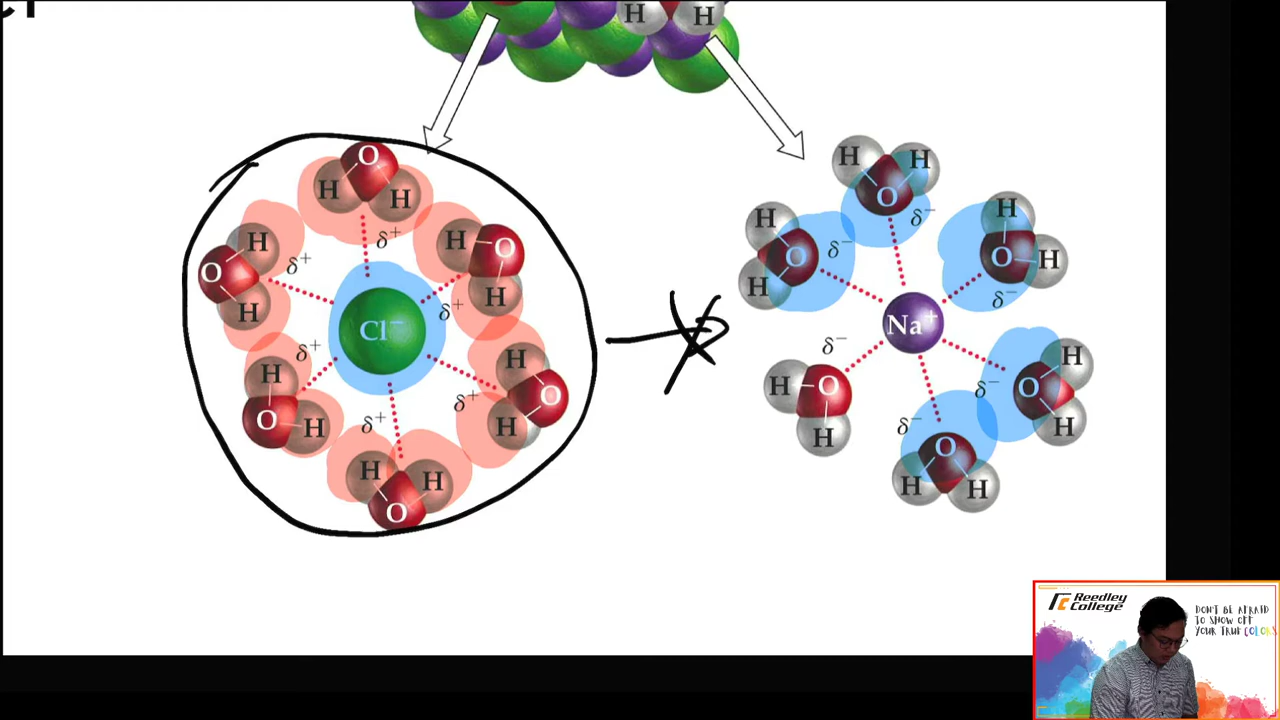 H H
O
H H
δ⁺
H O
H
δ⁺
O H
H
δ⁺
Cl⁻
H
O H
δ⁺
H
O
H
δ⁺
H H
O
δ⁺
H H
O
δ⁻
H
O
H
δ⁻
H
O H
δ⁻
Na⁺
H O
H
δ⁻
H
O
H
δ⁻
O
H H
δ⁻
Reedley
College
DON'T BE AFRAID
TO SHOW OFF
YOUR TRUE COLORS